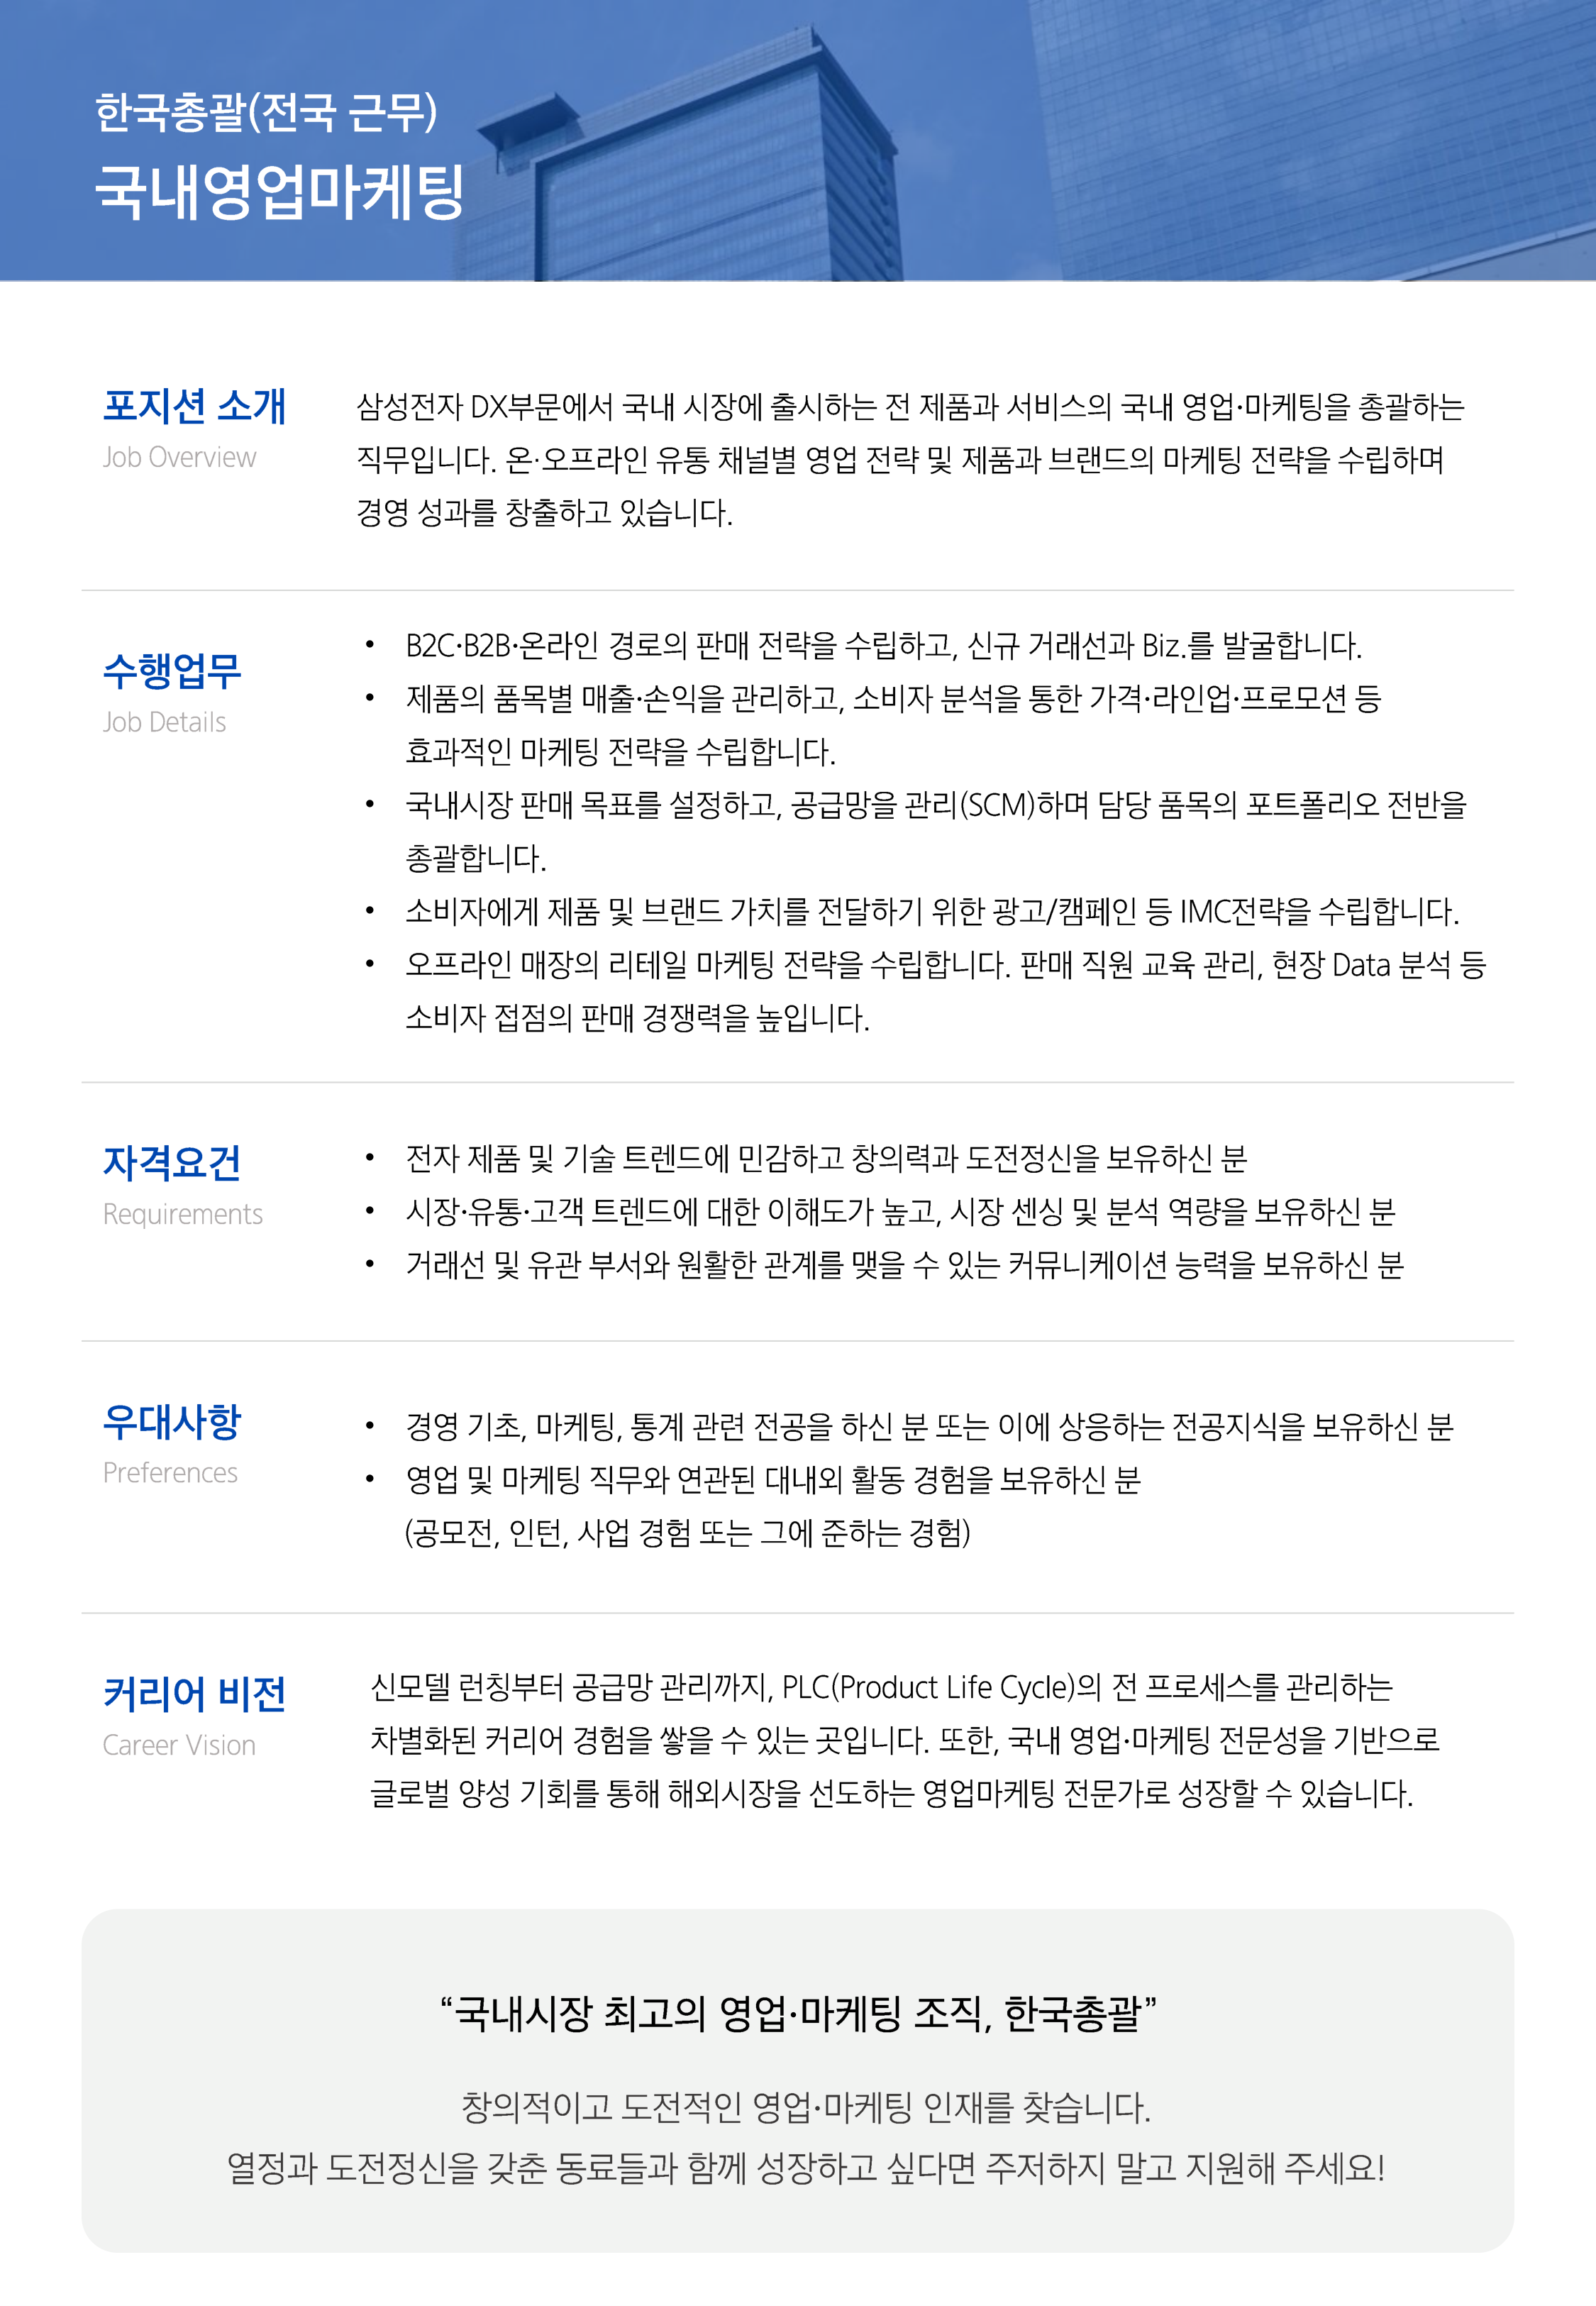 한국총괄(전국 근무)
국내영업마케팅
포지션 소개
Job Overview
삼성전자 DX부문에서 국내 시장에 출시하는 전 제품과 서비스의 국내 영업·마케팅을 총괄하는
직무입니다. 온·오프라인 유통 채널별 영업 전략 및 제품과 브랜드의 마케팅 전략을 수립하며
경영 성과를 창출하고 있습니다.
수행업무
Job Details
• B2C·B2B·온라인 경로의 판매 전략을 수립하고, 신규 거래선과 Biz.를 발굴합니다.
• 제품의 품목별 매출·손익을 관리하고, 소비자 분석을 통한 가격·라인업·프로모션 등
효과적인 마케팅 전략을 수립합니다.
• 국내시장 판매 목표를 설정하고, 공급망을 관리(SCM)하며 담당 품목의 포트폴리오 전반을
총괄합니다.
• 소비자에게 제품 및 브랜드 가치를 전달하기 위한 광고/캠페인 등 IMC전략을 수립합니다.
• 오프라인 매장의 리테일 마케팅 전략을 수립합니다. 판매 직원 교육 관리, 현장 Data 분석 등
소비자 접점의 판매 경쟁력을 높입니다.
자격요건
Requirements
• 전자 제품 및 기술 트렌드에 민감하고 창의력과 도전정신을 보유하신 분
• 시장·유통·고객 트렌드에 대한 이해도가 높고, 시장 센싱 및 분석 역량을 보유하신 분
• 거래선 및 유관 부서와 원활한 관계를 맺을 수 있는 커뮤니케이션 능력을 보유하신 분
우대사항
Preferences
• 경영 기초, 마케팅, 통계 관련 전공을 하신 분 또는 이에 상응하는 전공지식을 보유하신 분
• 영업 및 마케팅 직무와 연관된 대내외 활동 경험을 보유하신 분
(공모전, 인턴, 사업 경험 또는 그에 준하는 경험)
커리어 비전
Career Vision
신모델 런칭부터 공급망 관리까지, PLC(Product Life Cycle)의 전 프로세스를 관리하는
차별화된 커리어 경험을 쌓을 수 있는 곳입니다. 또한, 국내 영업·마케팅 전문성을 기반으로
글로벌 양성 기회를 통해 해외시장을 선도하는 영업마케팅 전문가로 성장할 수 있습니다.
“국내시장 최고의 영업·마케팅 조직, 한국총괄”
창의적이고 도전적인 영업·마케팅 인재를 찾습니다.
열정과 도전정신을 갖춘 동료들과 함께 성장하고 싶다면 주저하지 말고 지원해 주세요!